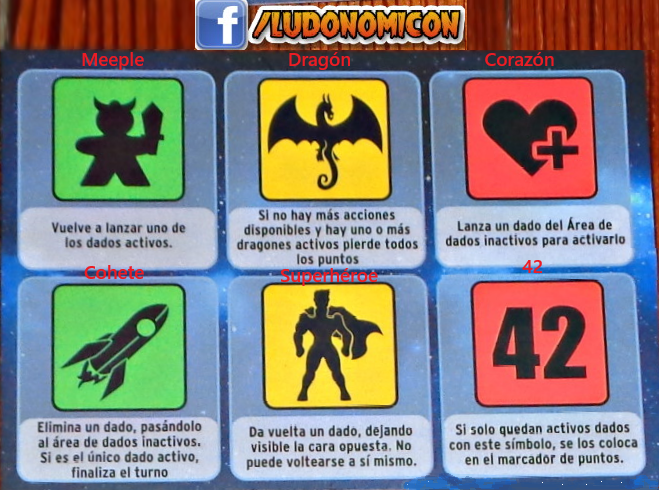 f /LUDONOMICON
Meeple
Dragón
Corazón
Vuelve a lanzar uno de
los dados activos.
Si no hay más acciones
disponibles y hay uno o más
dragones activos pierde todos
los puntos
Lanza un dado del Área de
dados inactivos para activarlo
Cohete
Superhéroe
42
42
Elimina un dado, pasándolo
al área de dados inactivos.
Si es el único dado activo,
finaliza el turno
Da vuelta un dado, dejando
visible la cara opuesta. No
puede voltearse a sí mismo.
Si solo quedan activos dados
con este símbolo, se los coloca
en el marcador de puntos.